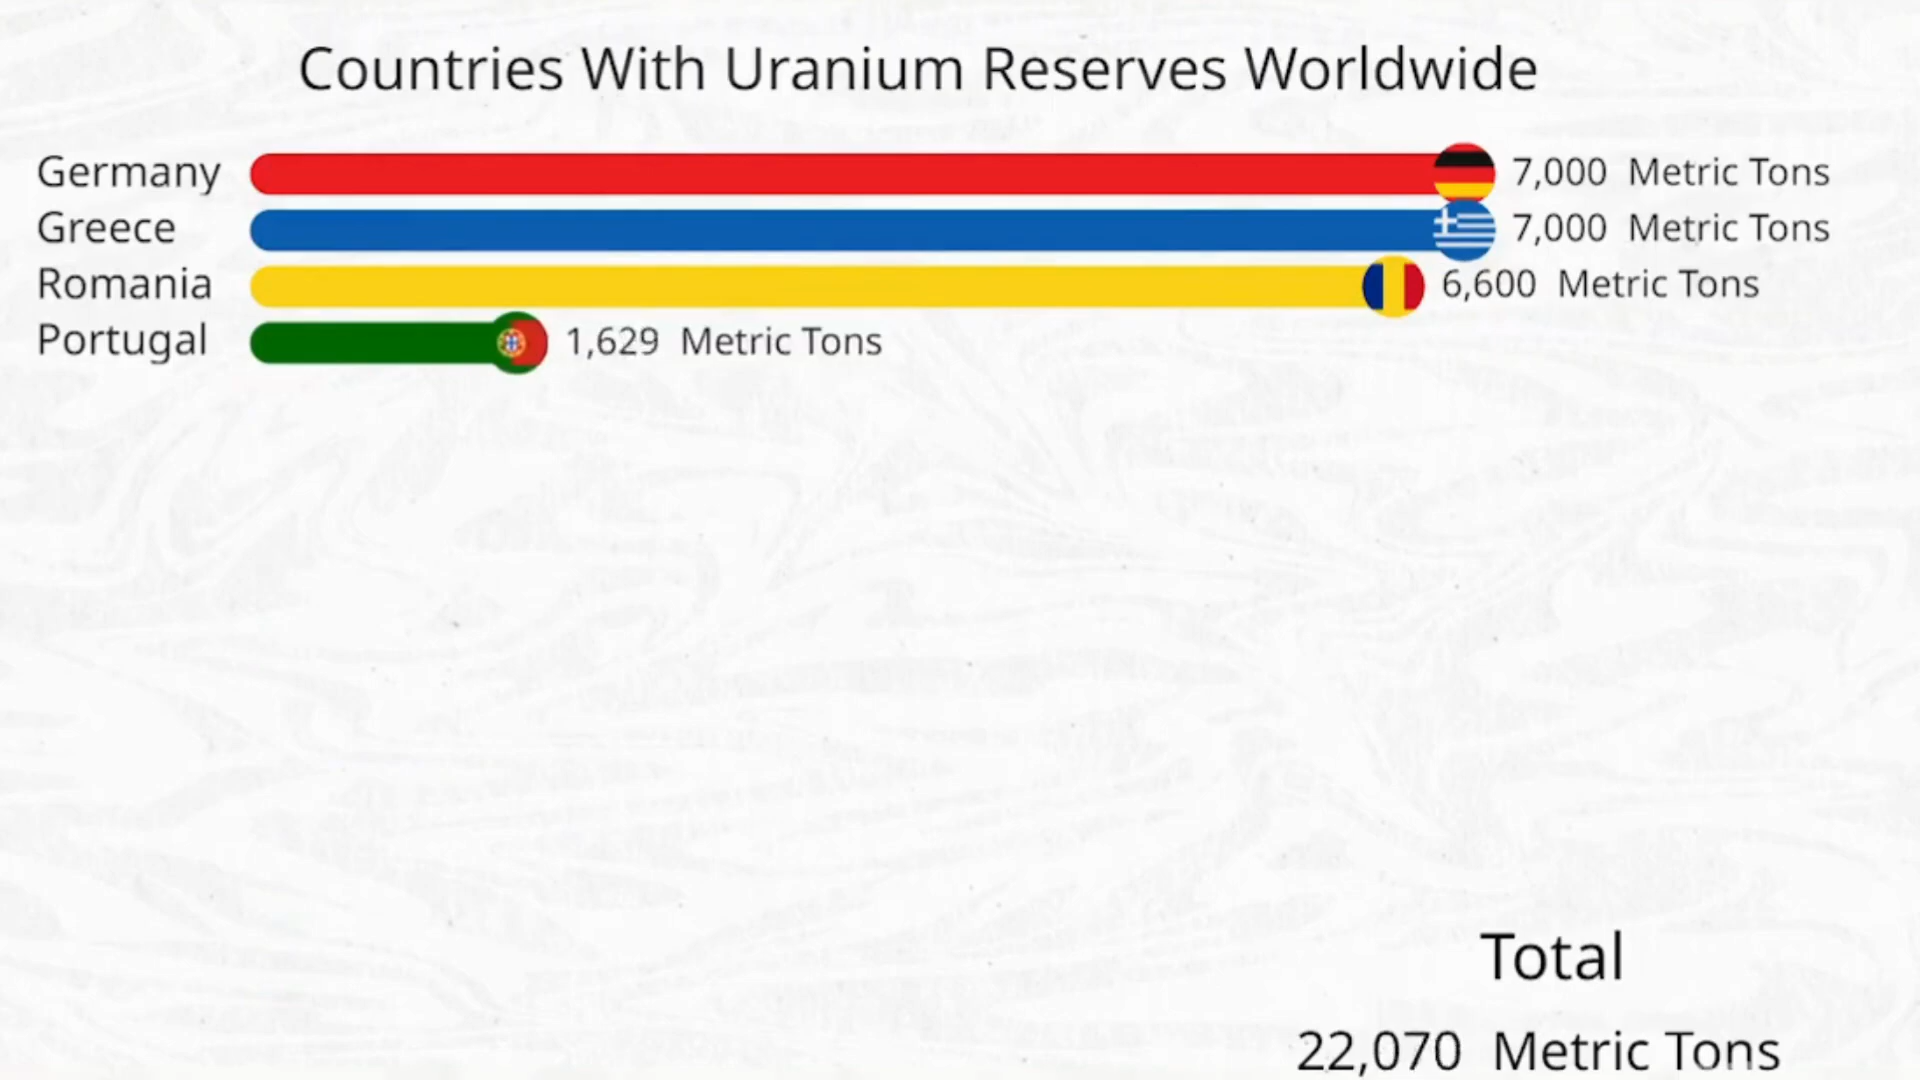 Countries With Uranium Reserves Worldwide
Germany 7,000 Metric Tons
Greece 7,000 Metric Tons
Romania 6,600 Metric Tons
Portugal 1,629 Metric Tons
Total
22,070 Metric Tons